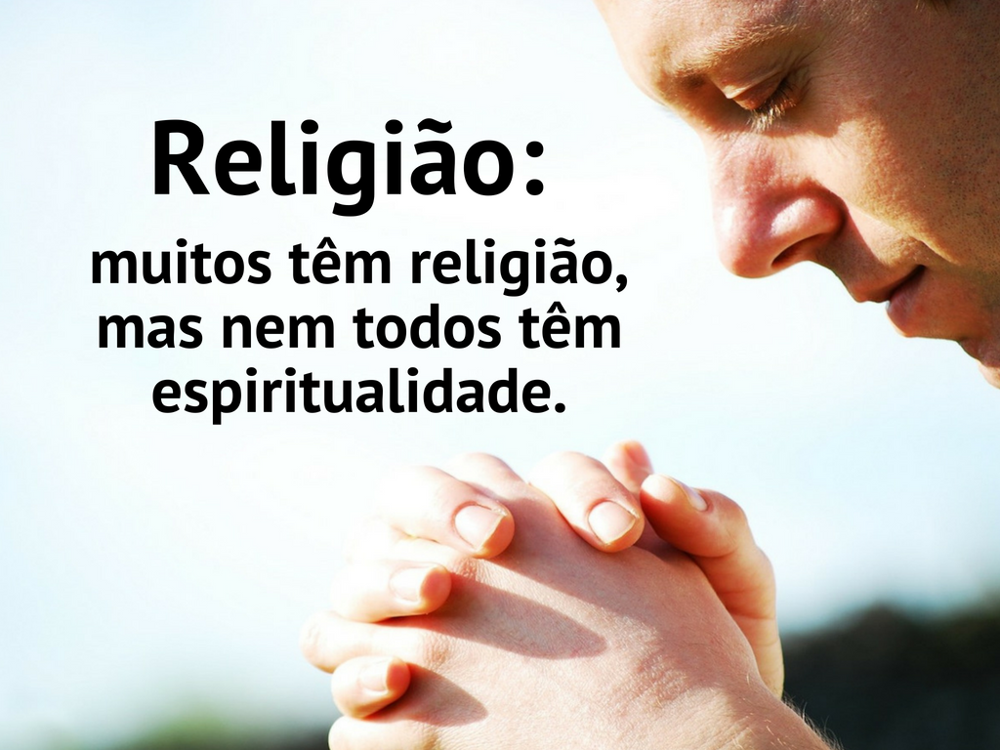 Religião:
muitos têm religião,
mas nem todos têm
espiritualidade.